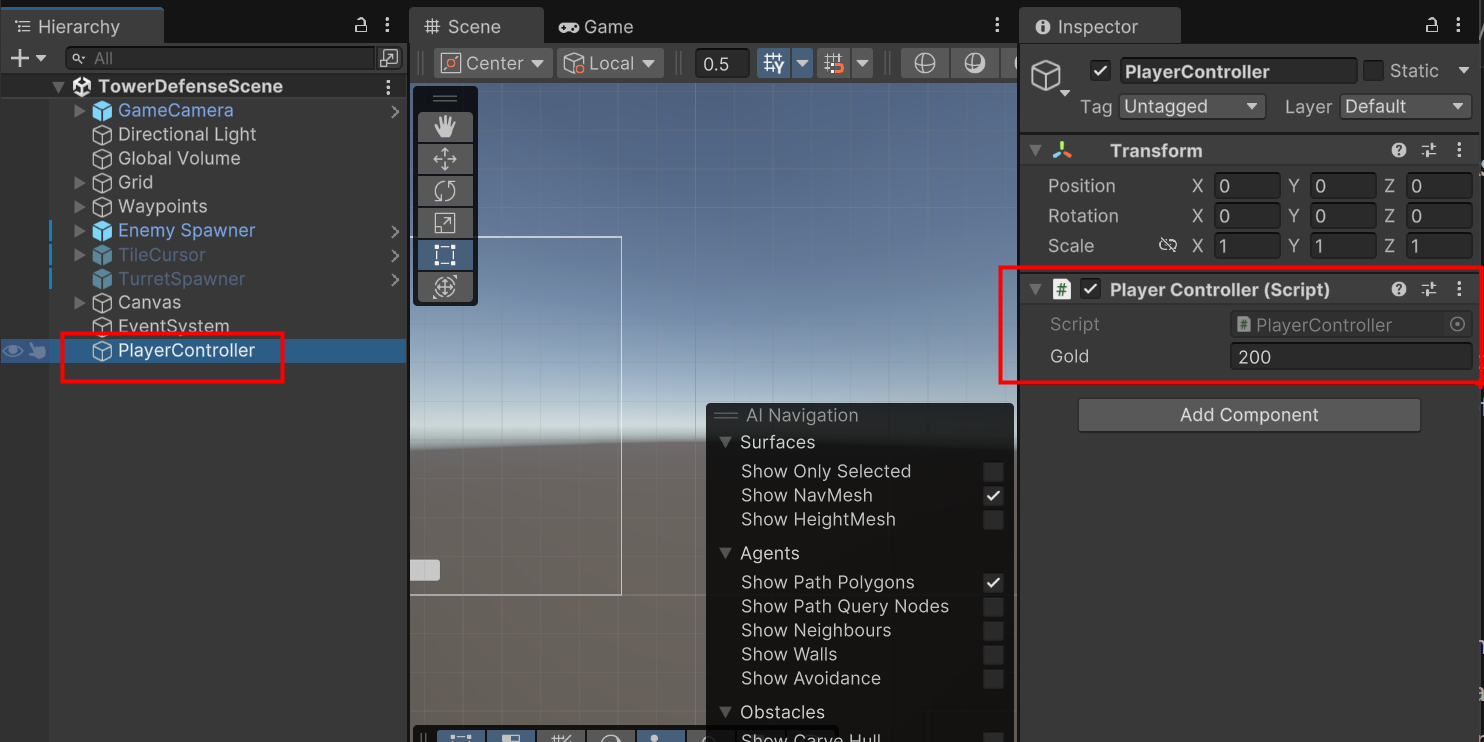 Hierarchy
All
TowerDefenseScene
GameCamera
Directional Light
Global Volume
Grid
Waypoints
Enemy Spawner
TileCursor
TurretSpawner
Canvas
EventSystem
PlayerController
Scene
Game
Center
Local
0.5
AI Navigation
Surfaces
Show Only Selected
Show NavMesh
Show HeightMesh
Agents
Show Path Polygons
Show Path Query Nodes
Show Neighbours
Show Walls
Show Avoidance
Obstacles
Show Carve Hull
Inspector
PlayerController
Static
Tag Untagged Layer Default
Transform
Position X 0 Y 0 Z 0
Rotation X 0 Y 0 Z 0
Scale X 1 Y 1 Z 1
# Player Controller (Script)
Script # PlayerController
Gold 200
Add Component